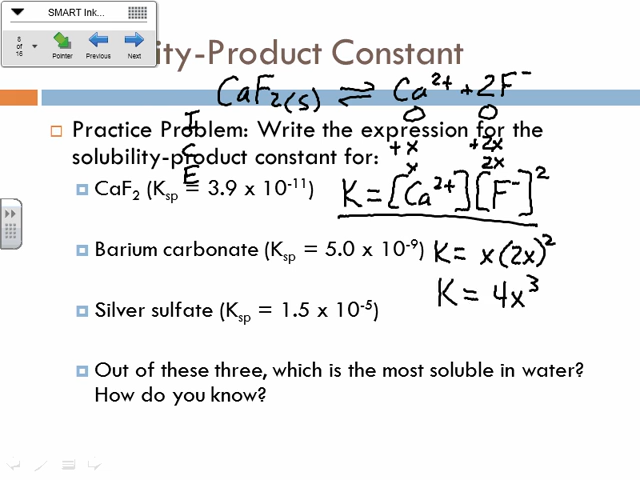 SMART Ink...
8 of 16
Pointer Previous Next
ity-Product Constant
CaF₂(s) ⇌ Ca²⁺ + 2F⁻
I 0 0
Practice Problem: Write the expression for the
C +x +2x
solubility-product constant for:
E x 2x
CaF₂ (Kₛₚ = 3.9 x 10⁻¹¹)
K = [Ca²⁺][F⁻]²
Barium carbonate (Kₛₚ = 5.0 x 10⁻⁹)
K = x(2x)²
K = 4x³
Silver sulfate (Kₛₚ = 1.5 x 10⁻⁵)
Out of these three, which is the most soluble in water?
How do you know?